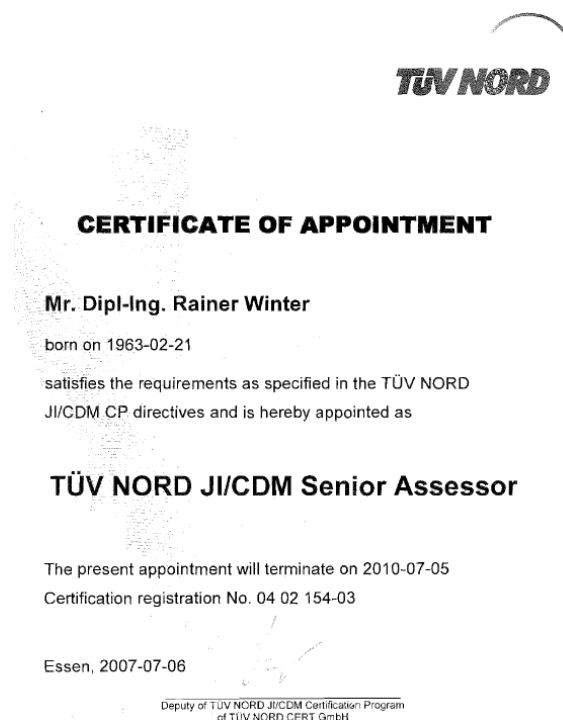 TÜV NORD
CERTIFICATE OF APPOINTMENT
Mr. Dipl-Ing. Rainer Winter
born on 1963-02-21
satisfies the requirements as specified in the TÜV NORD
JI/CDM CP directives and is hereby appointed as
TÜV NORD JI/CDM Senior Assessor
The present appointment will terminate on 2010-07-05
Certification registration No. 04 02 154-03
Essen, 2007-07-06
Deputy of TÜV NORD JI/CDM Certification Program
of TÜV NORD CERT GmbH